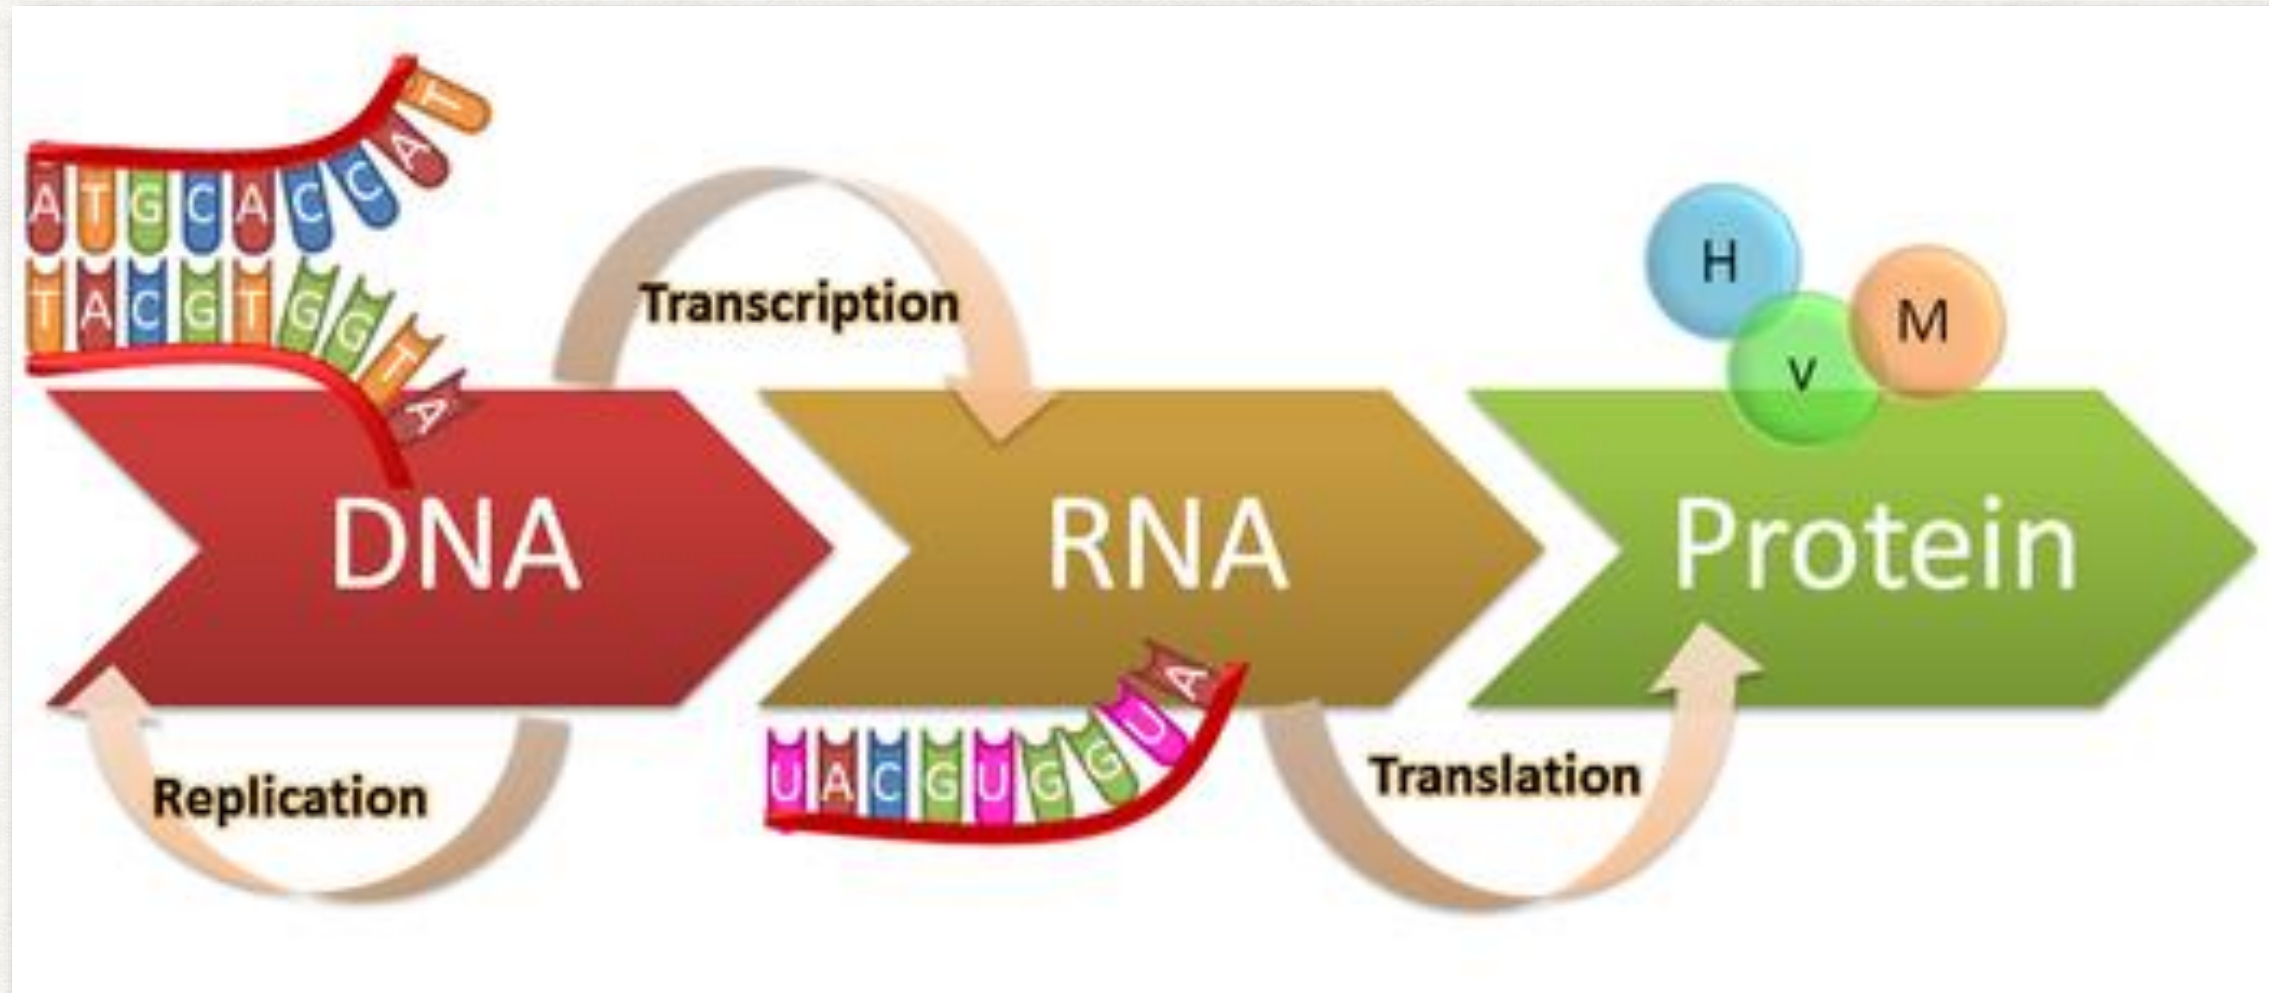 ATGCACCAT
TACGTGGTA
Transcription
H
V
M
DNA
RNA
Protein
UACGUGGUA
Replication
Translation